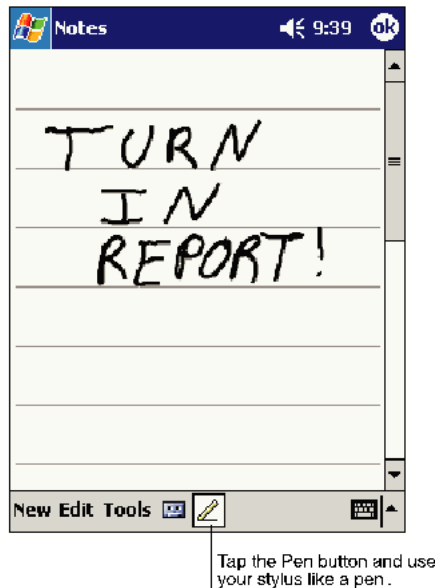 Notes 9:39 ok
TURN
IN
REPORT!
New Edit Tools
Tap the Pen button and use
your stylus like a pen.